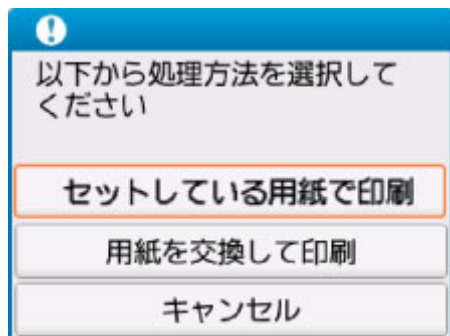 以下から処理方法を選択して
ください
セットしている用紙で印刷
用紙を交換して印刷
キャンセル